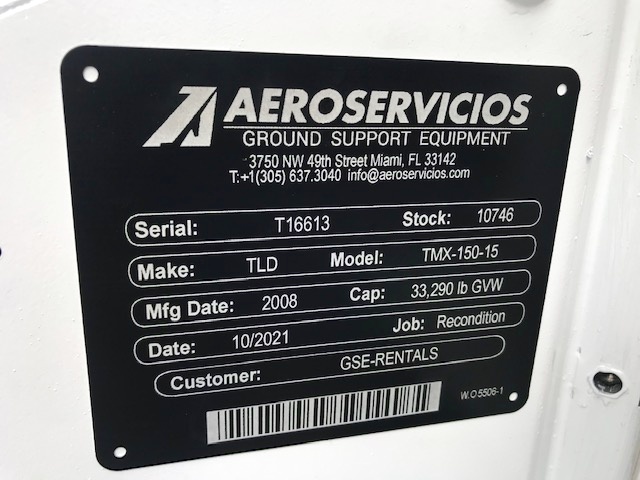 AEROSERVICIOS
GROUND SUPPORT EQUIPMENT
3750 NW 49th Street Miami, FL 33142
T:+1(305) 637.3040 info@aeroservicios.com
Serial: T16613 Stock: 10746
Make: TLD Model: TMX-150-15
Mfg Date: 2008 Cap: 33,290 lb GVW
Date: 10/2021 Job: Recondition
Customer: GSE-RENTALS
W.O 5506-1